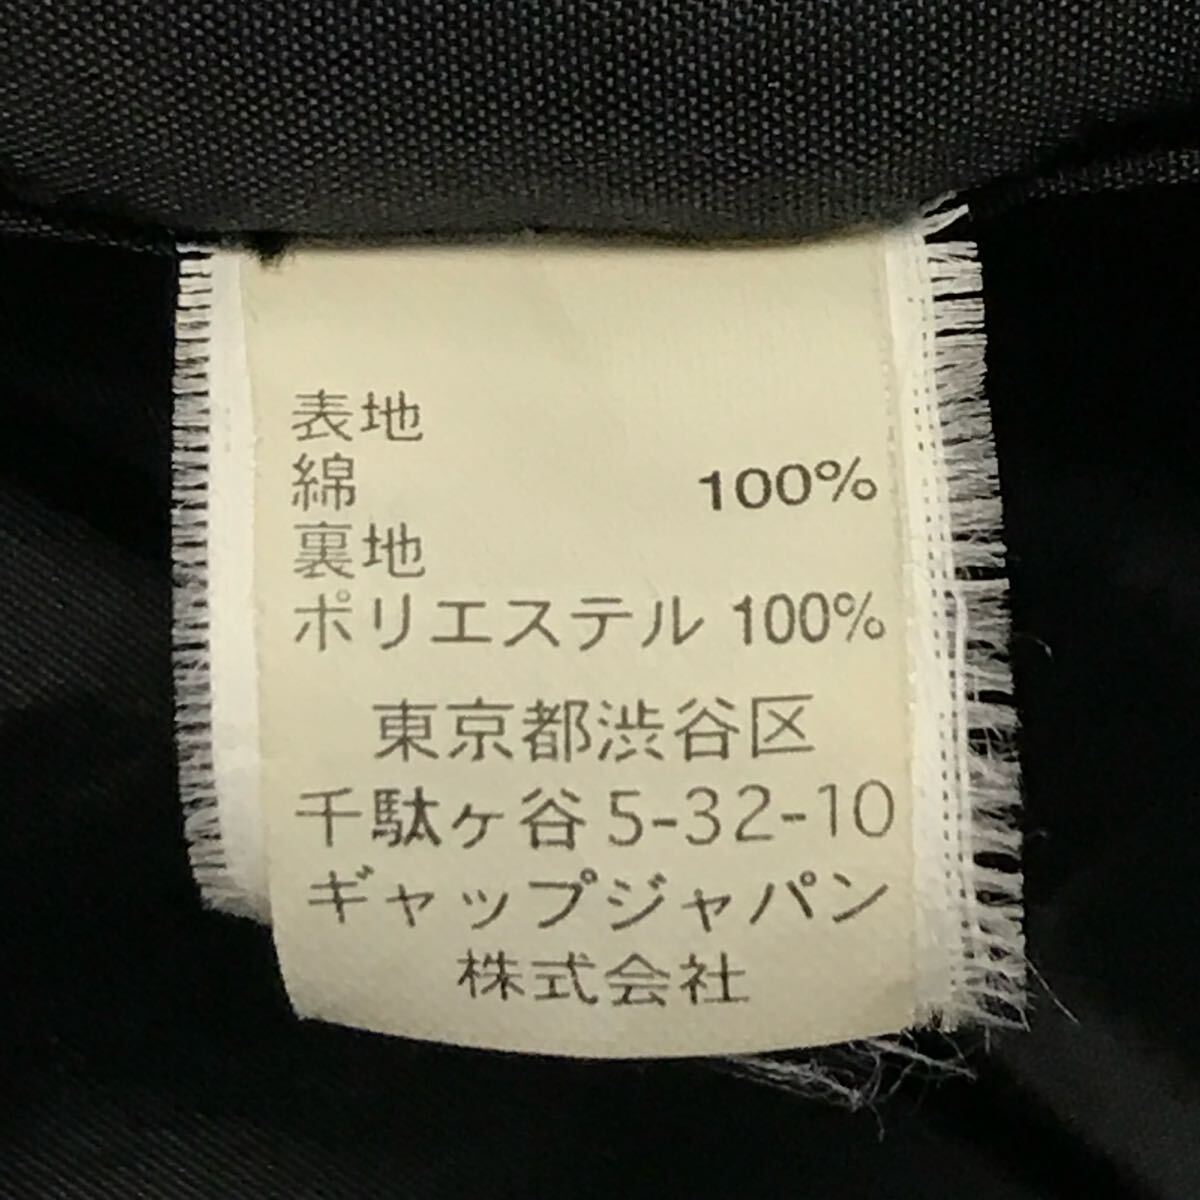 表地
綿 100%
裏地
ポリエステル 100%
東京都渋谷区
千駄ヶ谷5-32-10
ギャップジャパン
株式会社